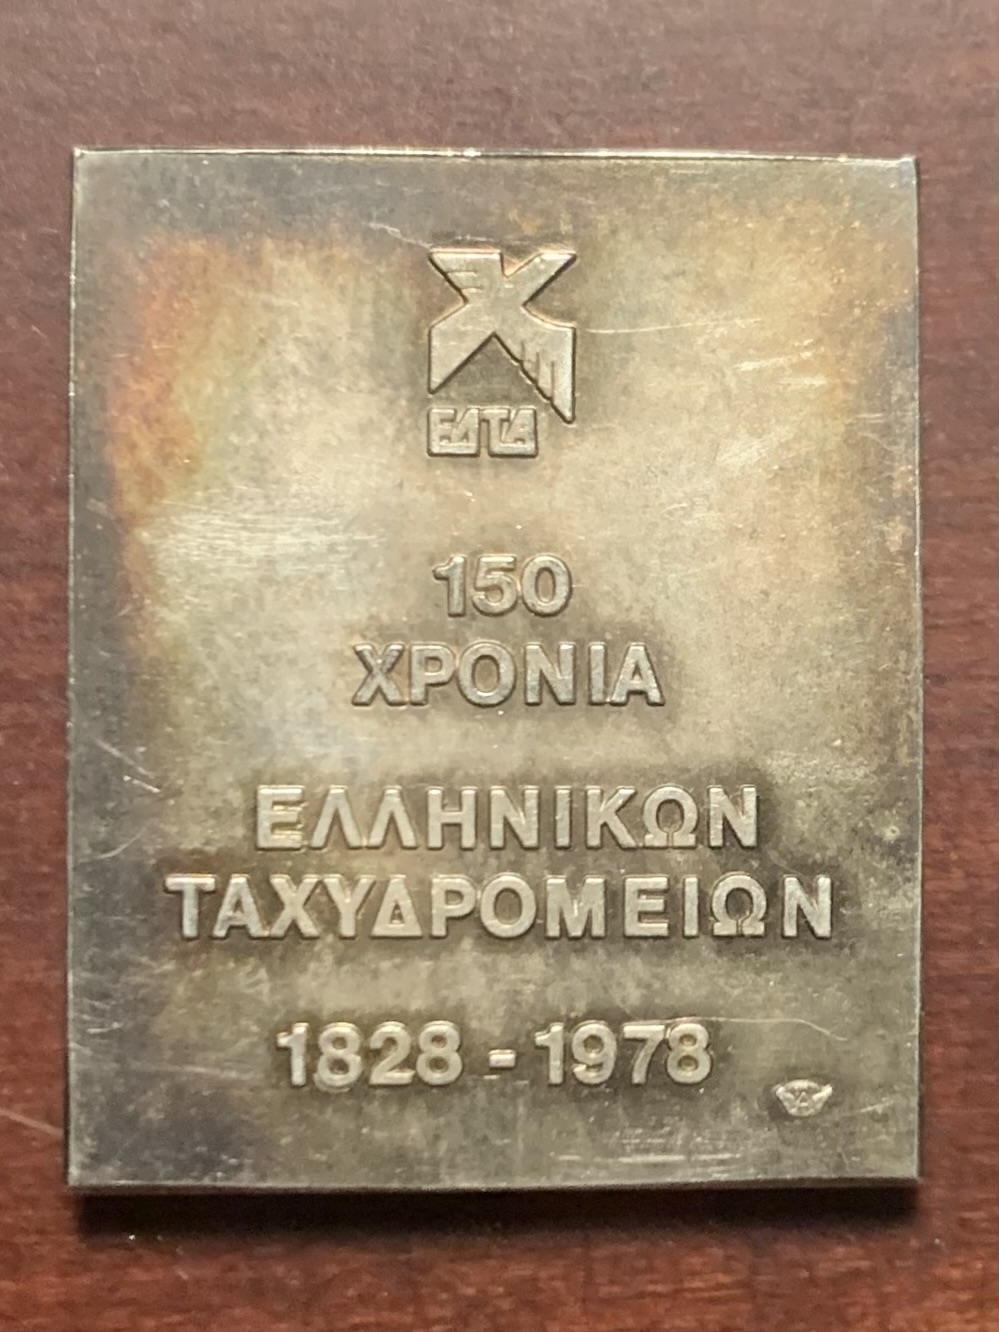 ΕΛΤΑ
150
ΧΡΟΝΙΑ
ΕΛΛΗΝΙΚΩΝ
ΤΑΧΥΔΡΟΜΕΙΩΝ
1828 - 1978